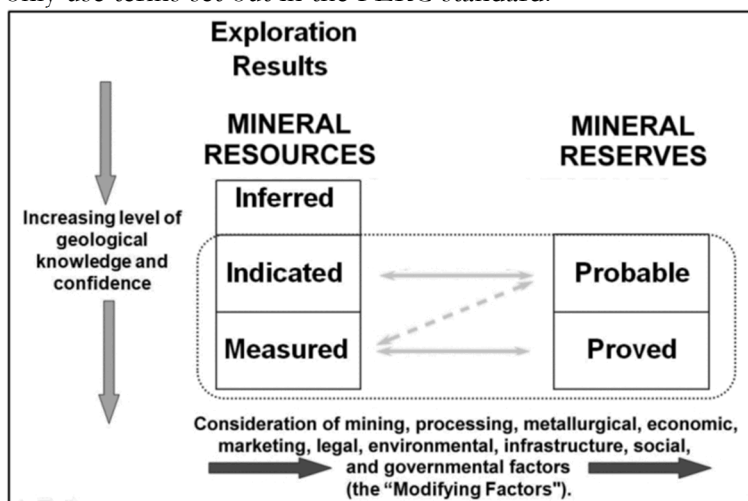 Exploration
Results
MINERAL
RESOURCES
MINERAL
RESERVES
Inferred
Increasing level of
geological
knowledge and
confidence
Indicated
Probable
Measured
Proved
Consideration of mining, processing, metallurgical, economic,
marketing, legal, environmental, infrastructure, social,
and governmental factors
(the “Modifying Factors").